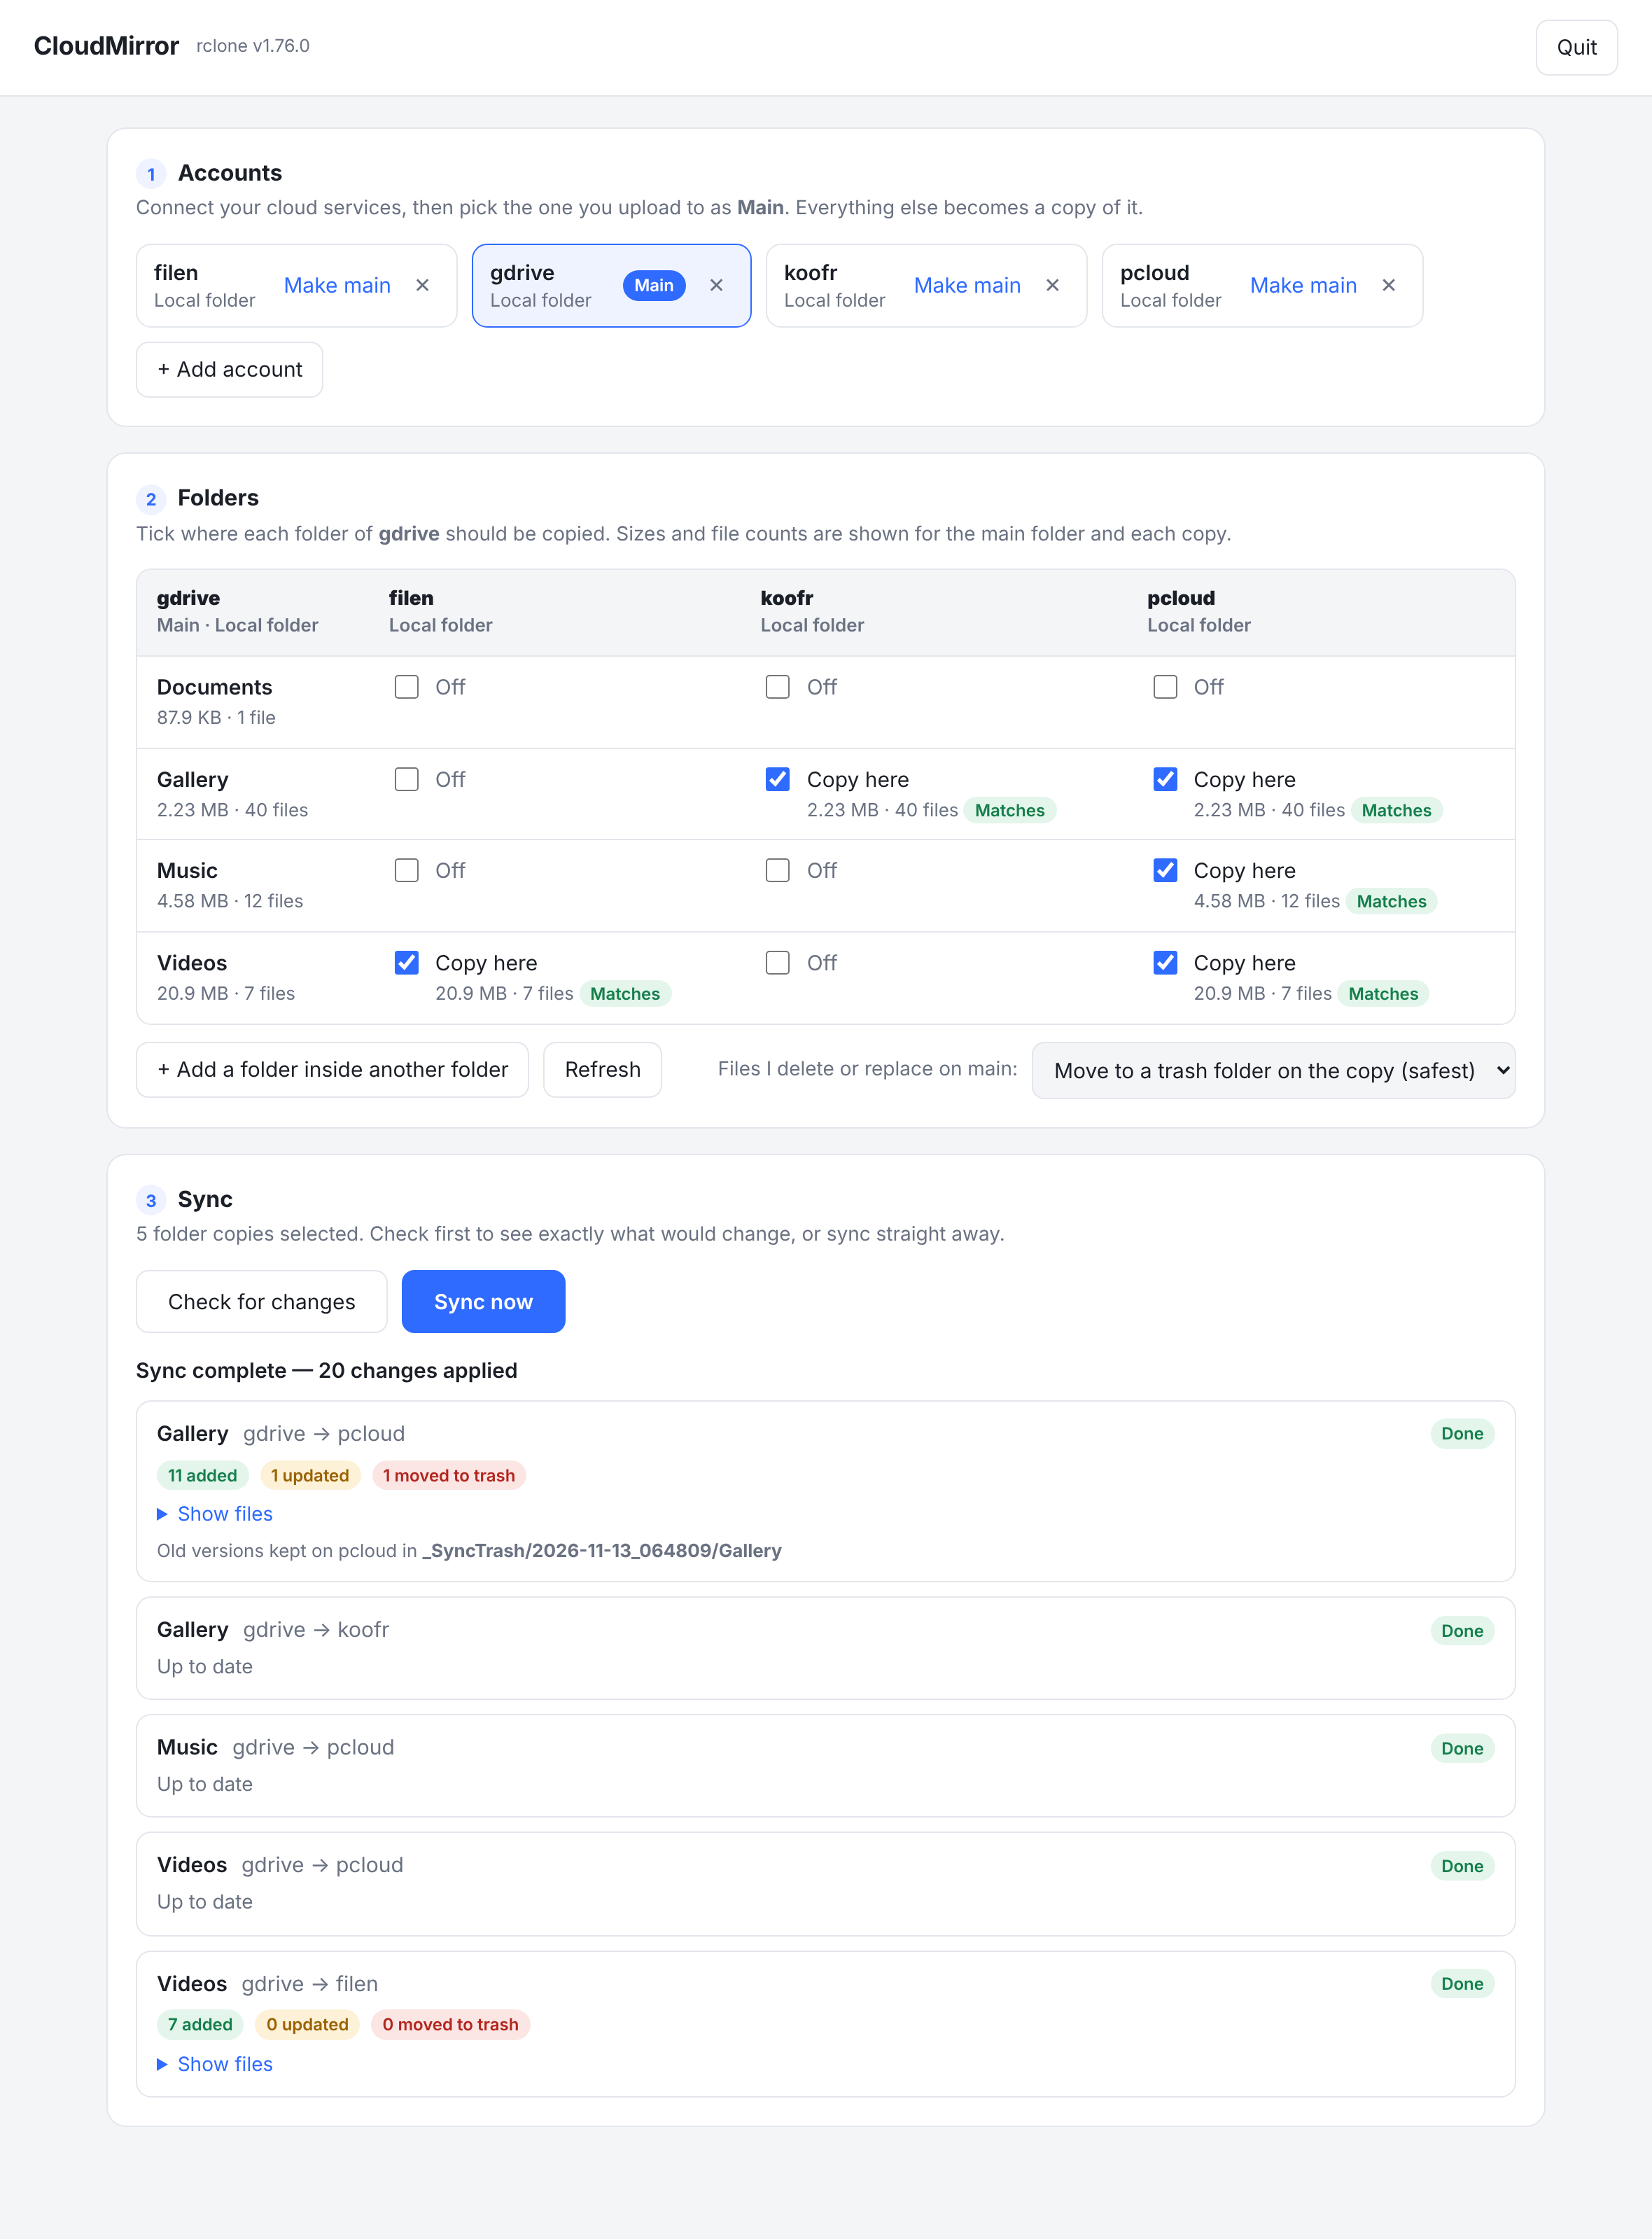 CloudMirror rclone v1.76.0 Quit
1 Accounts
Connect your cloud services, then pick the one you upload to as Main. Everything else becomes a copy of it.
filen
Local folder
Make main ✕
gdrive
Local folder
Main ✕
koofr
Local folder
Make main ✕
pcloud
Local folder
Make main ✕
+ Add account
2 Folders
Tick where each folder of gdrive should be copied. Sizes and file counts are shown for the main folder and each copy.
gdrive filen koofr pcloud
Main · Local folder Local folder Local folder Local folder
Documents Off Off Off
87.9 KB · 1 file
Gallery Off Copy here Copy here
2.23 MB · 40 files 2.23 MB · 40 files Matches 2.23 MB · 40 files Matches
Music Off Off Copy here
4.58 MB · 12 files 4.58 MB · 12 files Matches
Videos Copy here Off Copy here
20.9 MB · 7 files 20.9 MB · 7 files Matches 20.9 MB · 7 files Matches
+ Add a folder inside another folder Refresh Files I delete or replace on main: Move to a trash folder on the copy (safest)
3 Sync
5 folder copies selected. Check first to see exactly what would change, or sync straight away.
Check for changes Sync now
Sync complete — 20 changes applied
Gallery gdrive → pcloud Done
11 added 1 updated 1 moved to trash
▶ Show files
Old versions kept on pcloud in _SyncTrash/2026-11-13_064809/Gallery
Gallery gdrive → koofr Done
Up to date
Music gdrive → pcloud Done
Up to date
Videos gdrive → pcloud Done
Up to date
Videos gdrive → filen Done
7 added 0 updated 0 moved to trash
▶ Show files